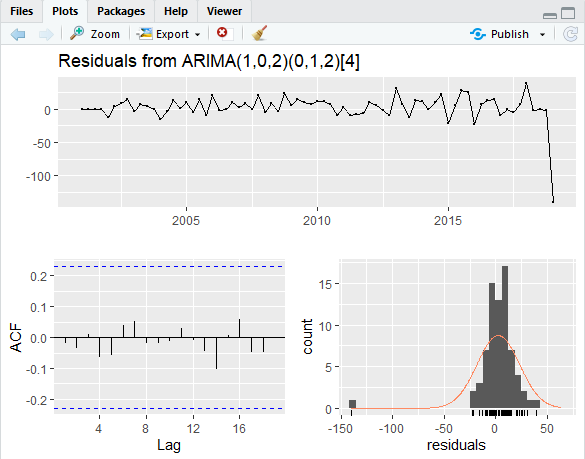 Files Plots Packages Help Viewer
Zoom Export Publish
Residuals from ARIMA(1,0,2)(0,1,2)[4]
0
-50
-100
2005 2010 2015
0.2
0.1
0.0
-0.1
-0.2
ACF
4 8 12 16
Lag
15
10
5
0
count
-150 -100 -50 0 50
residuals